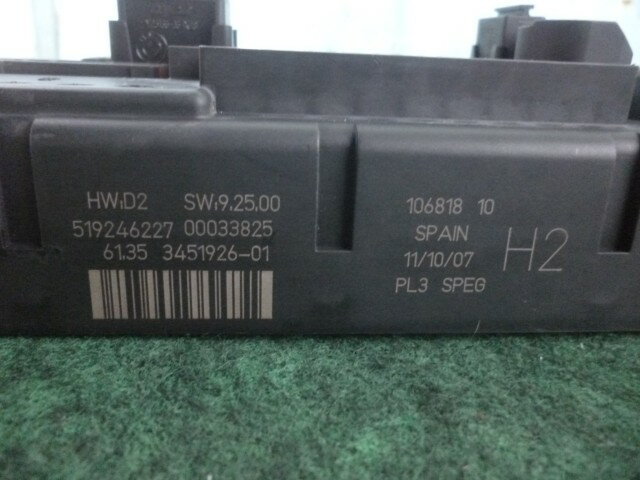 HW:D2 SW:9.25.00
519246227 00033825
61.35 3451926-01
106818 10
SPAIN
11/10/07
PL3 SPEG
H2